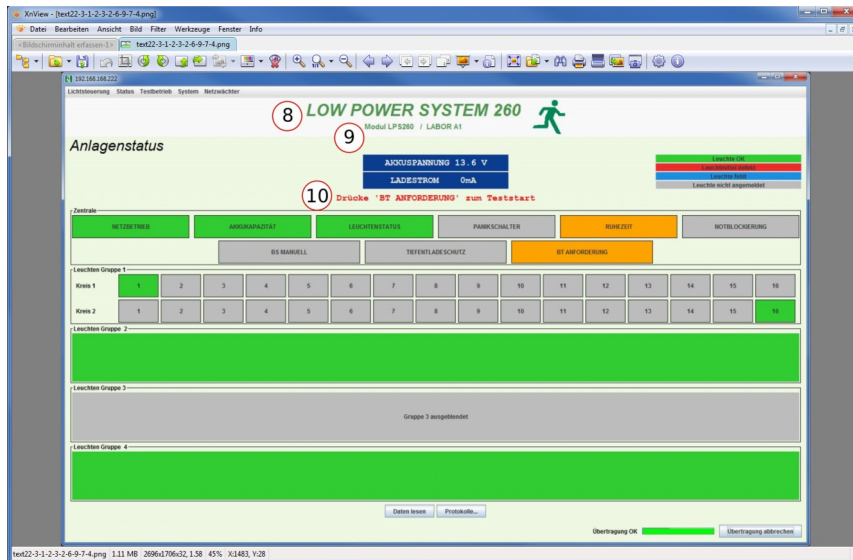 XnView - [text22-3-1-2-3-2-6-9-7-4.png]
Datei Bearbeiten Ansicht Bild Filter Werkzeuge Fenster Info
<Bildschirminhalt erfassen-1> text22-3-1-2-3-2-6-9-7-4.png
192.168.168.222
Lichtsteuerung Status Testbetrieb System Netzwächter
8 LOW POWER SYSTEM 260
9 Modul LPS260 / LABOR A1
Anlagenstatus
AKKUSPANNUNG 13.6 V
LADESTROM 0mA
Leuchte OK
Leuchtmittel defekt
Leuchte fehlt
Leuchte nicht angemeldet
10 Drücke 'BT ANFORDERUNG' zum Teststart
Zentrale
NETZBETRIEB AKKUKAPAZITÄT LEUCHTENSTATUS PANIKSCHALTER RUHEZEIT NOTBLOCKIERUNG
BS MANUELL TIEFENTLADESCHUTZ BT ANFORDERUNG
Leuchten Gruppe 1
Kreis 1 1 2 3 4 5 6 7 8 9 10 11 12 13 14 15 16
Kreis 2 1 2 3 4 5 6 7 8 9 10 11 12 13 14 15 16
Leuchten Gruppe 2
Leuchten Gruppe 3
Gruppe 3 ausgeblendet
Leuchten Gruppe 4
Daten lesen Protokolle...
Übertragung OK Übertragung abbrechen
text22-3-1-2-3-2-6-9-7-4.png 1.11 MB 2696x1706x32, 1.58 45% X:1483, Y:28